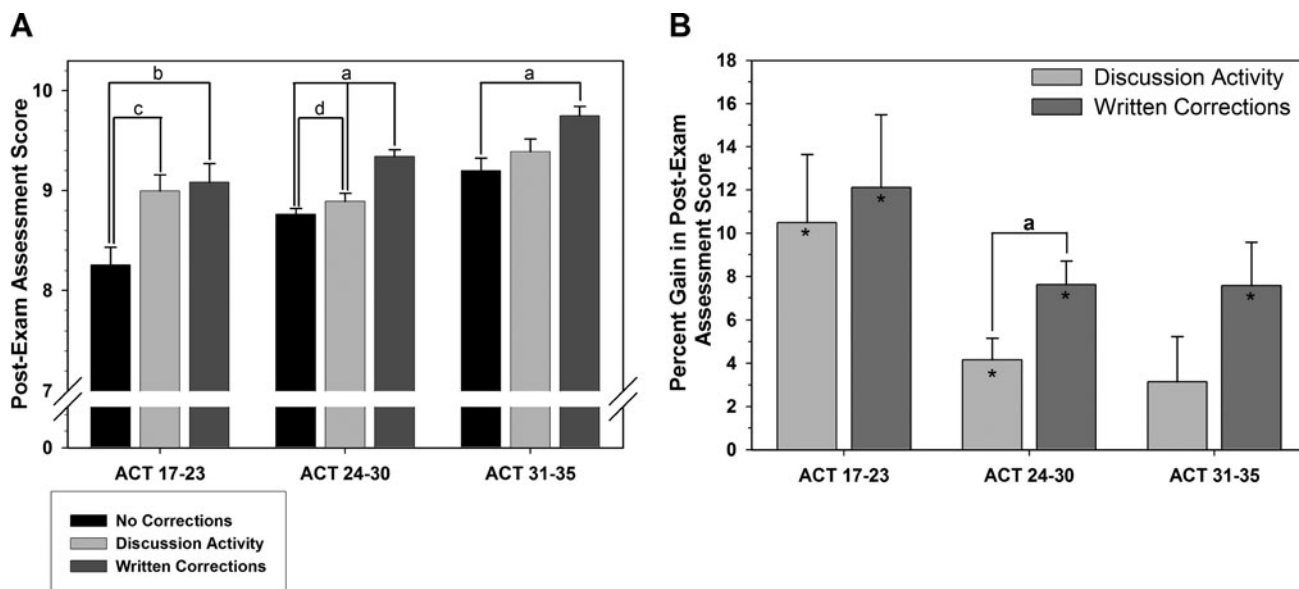 A
Post-Exam Assessment Score
10
9
8
7
0
b
c
a
d
a
ACT 17-23
ACT 24-30
ACT 31-35
No Corrections
Discussion Activity
Written Corrections
B
Percent Gain in Post-Exam
Assessment Score
18
16
14
12
10
8
6
4
2
0
Discussion Activity
Written Corrections
*
*
a
*
*
*
ACT 17-23
ACT 24-30
ACT 31-35